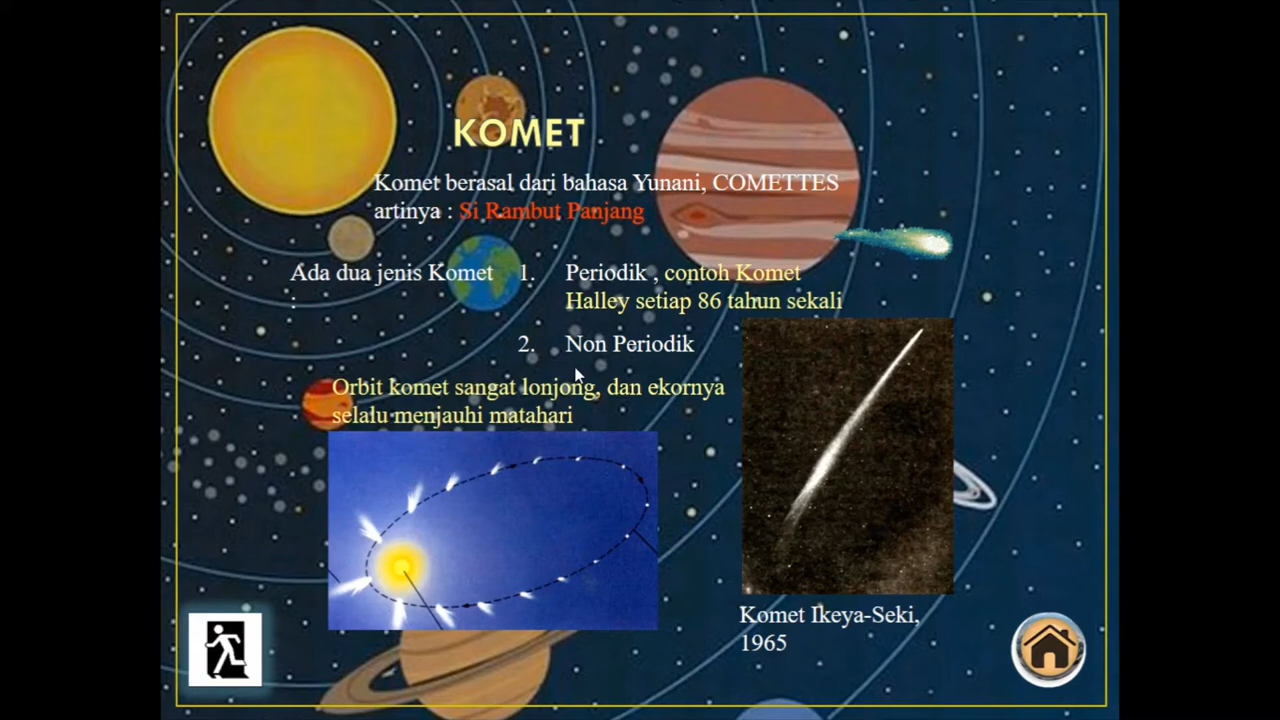 KOMET
Komet berasal dari bahasa Yunani, COMETTES
artinya : Si Rambut Panjang
Ada dua jenis Komet
:
1. Periodik , contoh Komet
Halley setiap 86 tahun sekali
2. Non Periodik
Orbit komet sangat lonjong, dan ekornya
selalu menjauhi matahari
Komet Ikeya-Seki,
1965